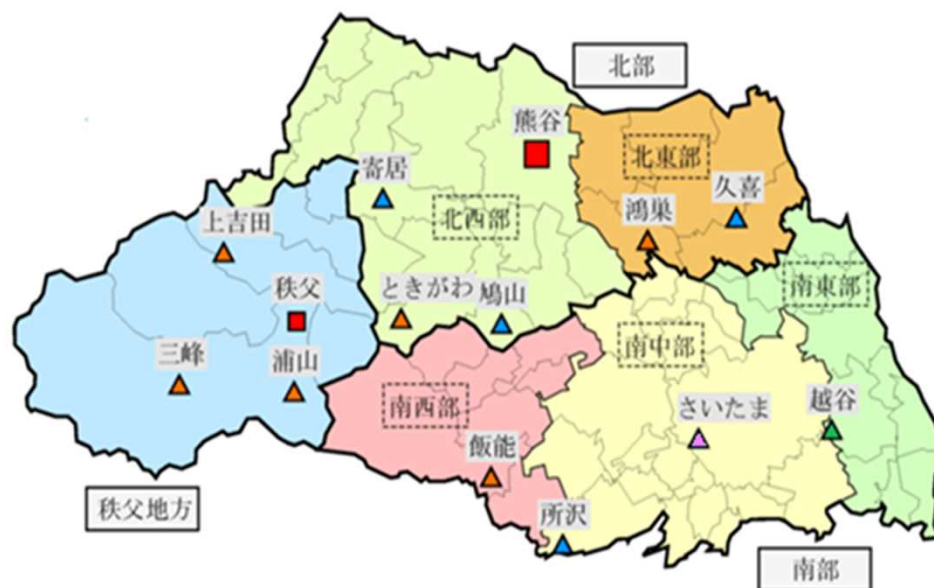 北部
熊谷
北東部
寄居
久喜
鴻巣
上吉田
北西部
南東部
秩父
ときがわ
鳩山
南中部
三峰
浦山
南西部
さいたま
越谷
飯能
秩父地方
所沢
南部